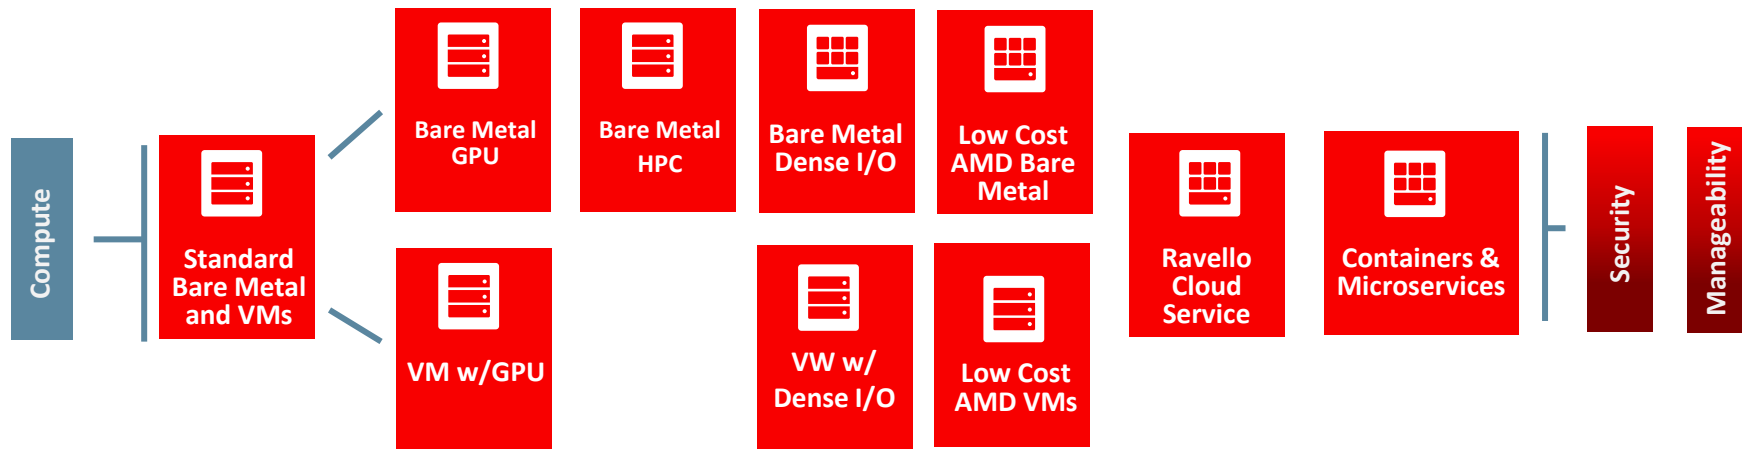 Compute
Standard
Bare Metal
and VMs
Bare Metal
GPU
Bare Metal
HPC
Bare Metal
Dense I/O
Low Cost
AMD Bare
Metal
VM w/GPU
VW w/
Dense I/O
Low Cost
AMD VMs
Ravello
Cloud
Service
Containers &
Microservices
Security
Manageability